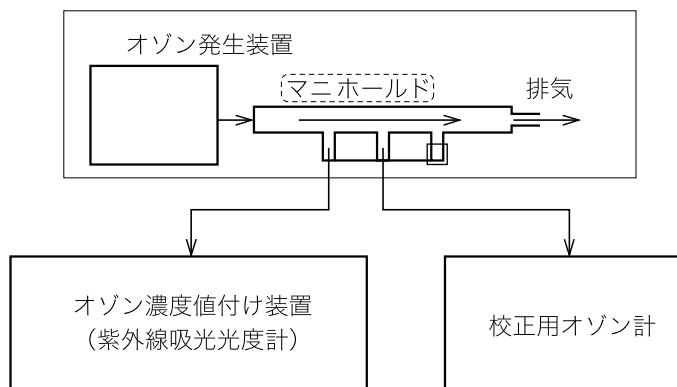 オゾン発生装置
マニホールド
排気
オゾン濃度値付け装置
（紫外線吸光光度計）
校正用オゾン計